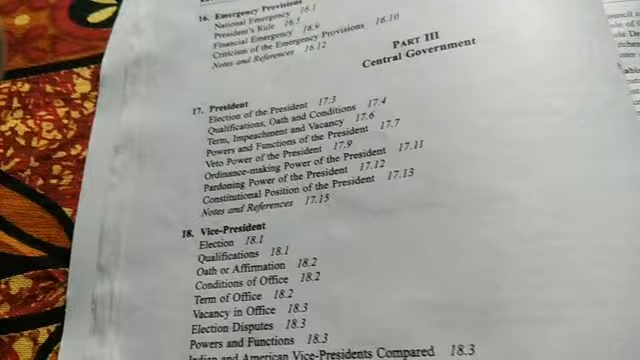 16. Emergency Provisions
National Emergency 16.1
President's Rule 16.5
Financial Emergency 16.9
Criticism of the Emergency Provisions 16.10
Notes and References 16.12
PART III
Central Government
17. President
Election of the President 17.3
Qualifications, Oath and Conditions 17.4
Term, Impeachment and Vacancy 17.6
Powers and Functions of the President 17.7
Veto Power of the President 17.9
Ordinance-making Power of the President 17.11
Pardoning Power of the President 17.12
Constitutional Position of the President 17.13
Notes and References 17.15
18. Vice-President
Election 18.1
Qualifications 18.1
Oath or Affirmation 18.2
Conditions of Office 18.2
Term of Office 18.2
Vacancy in Office 18.3
Election Disputes 18.3
Powers and Functions 18.3
Indian and American Vice-Presidents Compared 18.3